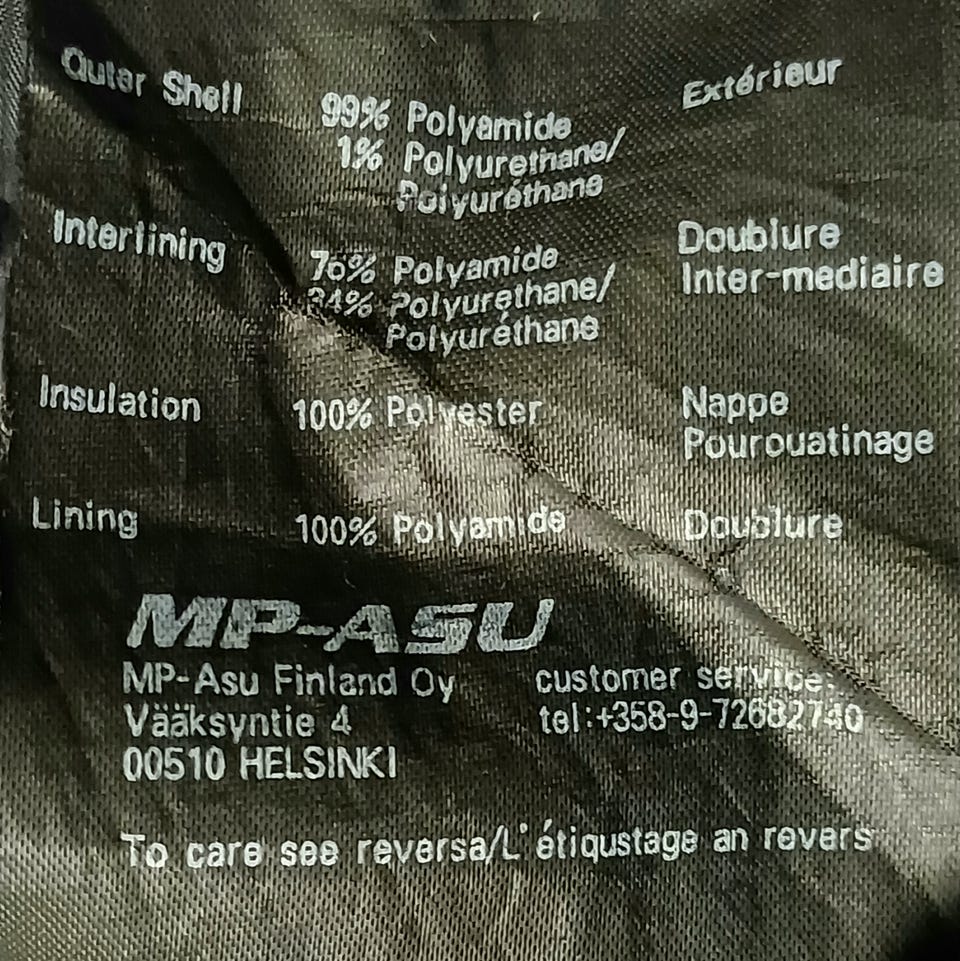 Outer Shell 99% Polyamide Extérieur
1% Polyurethane/
Polyuréthane
Interlining 76% Polyamide Doublure
34% Polyurethane/ Inter-mediaire
Polyuréthane
Insulation 100% Polyester Nappe
Pourouatinage
Lining 100% Polyamide Doublure
MP-ASU
MP-Asu Finland Oy customer service:
Vääksyntie 4 tel:+358-9-72682740
00510 HELSINKI
To care see reversa/L'étiqustage an revers